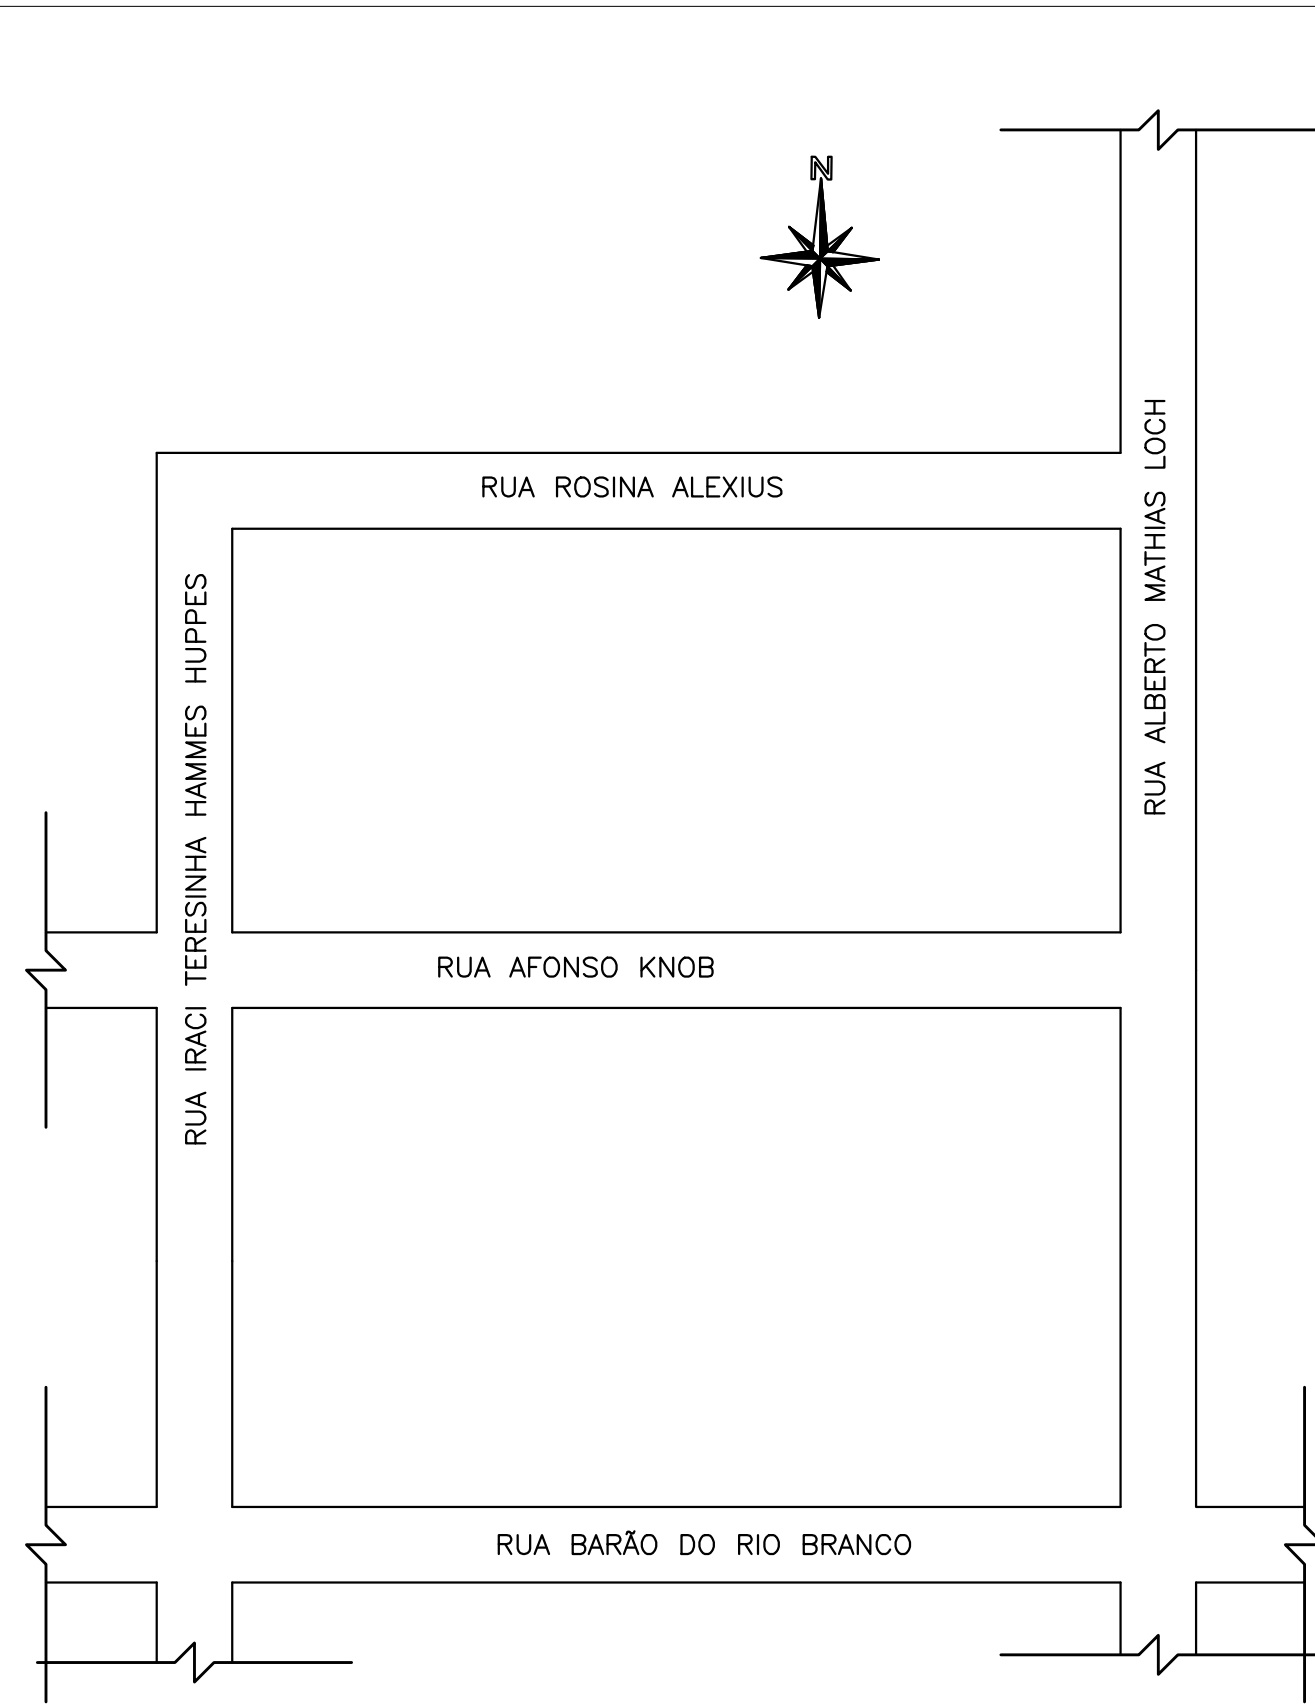 N
RUA ROSINA ALEXIUS
RUA ALBERTO MATHIAS LOCH
RUA IRACI TERESINHA HAMMES HUPPES
RUA AFONSO KNOB
RUA BARÃO DO RIO BRANCO